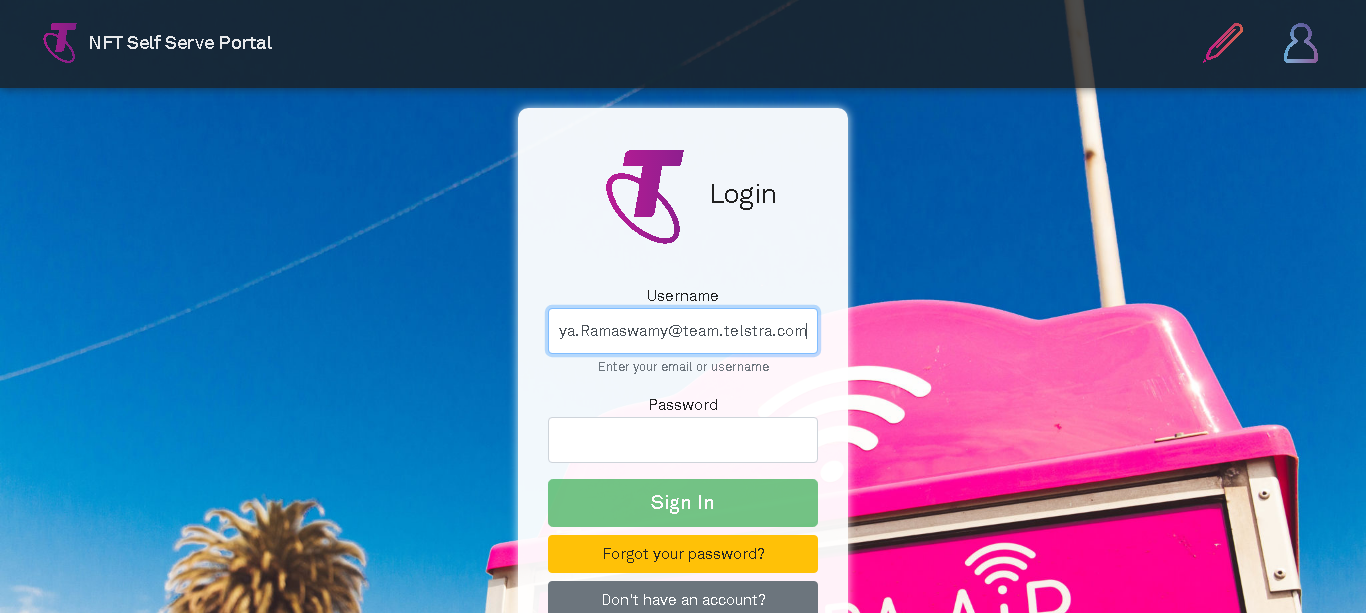 NFT Self Serve Portal
Login
Username
ya.Ramaswamy@team.telstra.com
Enter your email or username
Password
Sign In
Forgot your password?
Don't have an account?
AiR